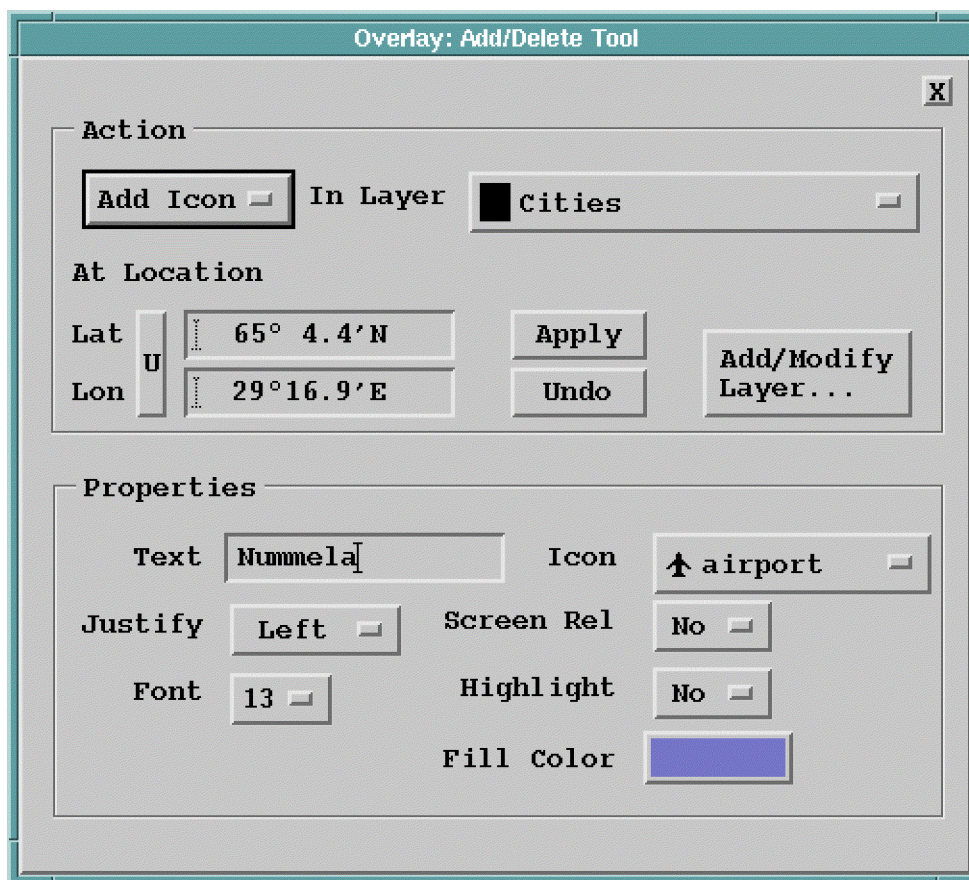 Overlay: Add/Delete Tool
X
Action
Add Icon In Layer Cities
At Location
Lat 65° 4.4′N Apply
U
Add/Modify
Layer...
Lon 29°16.9′E Undo
Properties
Text Nummela Icon airport
Justify Left Screen Rel No
Font 13 Highlight No
Fill Color